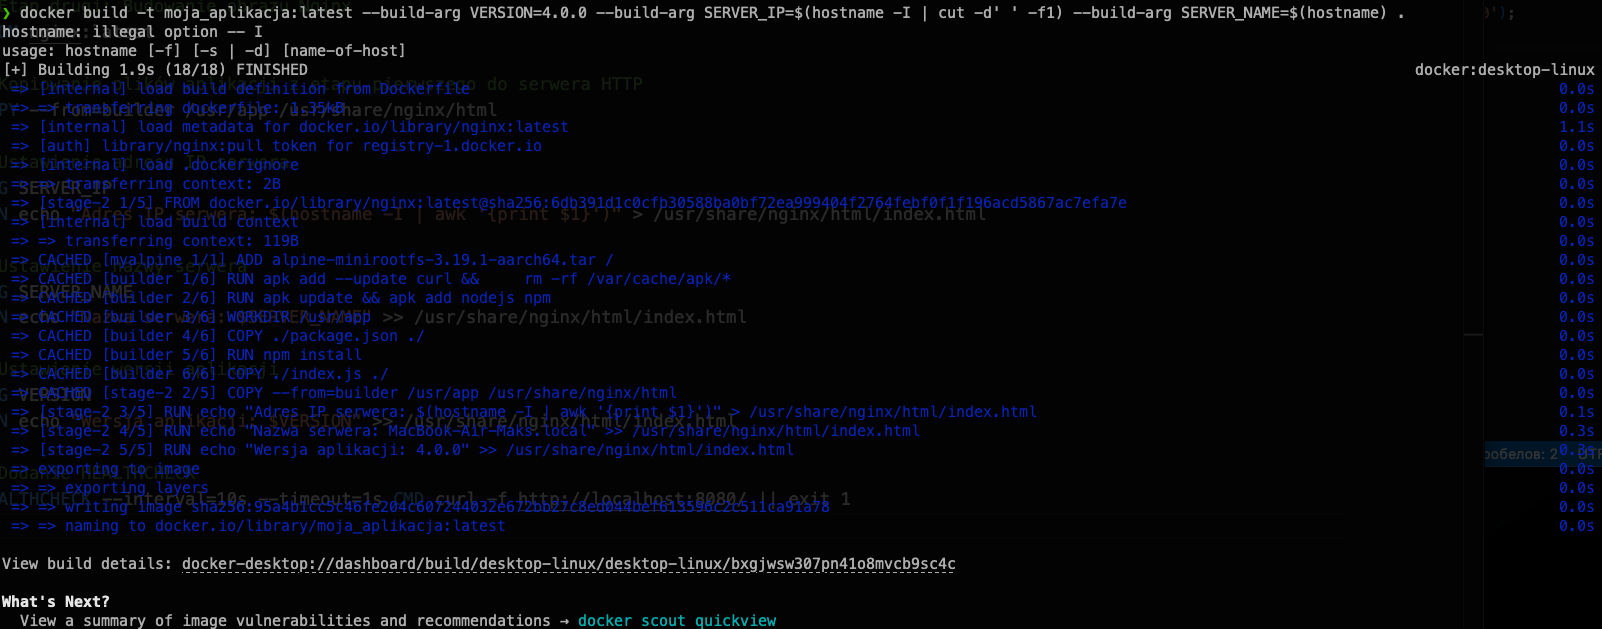 ❯ docker build -t moja_aplikacja:latest --build-arg VERSION=4.0.0 --build-arg SERVER_IP=$(hostname -I | cut -d' ' -f1) --build-arg SERVER_NAME=$(hostname) .
hostname: illegal option -- I
usage: hostname [-f] [-s | -d] [name-of-host]
[+] Building 1.9s (18/18) FINISHED docker:desktop-linux
=> [internal] load build definition from Dockerfile 0.0s
=> => transferring dockerfile: 1.35kB 0.0s
=> [internal] load metadata for docker.io/library/nginx:latest 1.1s
=> [auth] library/nginx:pull token for registry-1.docker.io 0.0s
=> [internal] load .dockerignore 0.0s
=> => transferring context: 2B 0.0s
=> [stage-2 1/5] FROM docker.io/library/nginx:latest@sha256:6db391d1c0cfb30588ba0bf72ea999404f2764febf0f1f196acd5867ac7efa7e 0.0s
=> [internal] load build context 0.0s
=> => transferring context: 119B 0.0s
=> CACHED [myalpine 1/1] ADD alpine-minirootfs-3.19.1-aarch64.tar / 0.0s
=> CACHED [builder 1/6] RUN apk add --update curl && rm -rf /var/cache/apk/* 0.0s
=> CACHED [builder 2/6] RUN apk update && apk add nodejs npm 0.0s
=> CACHED [builder 3/6] WORKDIR /usr/app 0.0s
=> CACHED [builder 4/6] COPY ./package.json ./ 0.0s
=> CACHED [builder 5/6] RUN npm install 0.0s
=> CACHED [builder 6/6] COPY ./index.js ./ 0.0s
=> CACHED [stage-2 2/5] COPY --from=builder /usr/app /usr/share/nginx/html 0.0s
=> [stage-2 3/5] RUN echo "Adres IP serwera: $(hostname -I | awk '{print $1}')" > /usr/share/nginx/html/index.html 0.1s
=> [stage-2 4/5] RUN echo "Nazwa serwera: MacBook-Air-Maks.local" >> /usr/share/nginx/html/index.html 0.3s
=> [stage-2 5/5] RUN echo "Wersja aplikacji: 4.0.0" >> /usr/share/nginx/html/index.html 0.3s
=> exporting to image 0.0s
=> => exporting layers 0.0s
=> => writing image sha256:95a4b1cc5c46fe204c607244032e672bb27c8ed044bef613596c2c511ca91a78 0.0s
=> => naming to docker.io/library/moja_aplikacja:latest 0.0s
View build details: docker-desktop://dashboard/build/desktop-linux/desktop-linux/bxgjwsw307pn41o8mvcb9sc4c
What's Next?
View a summary of image vulnerabilities and recommendations → docker scout quickview